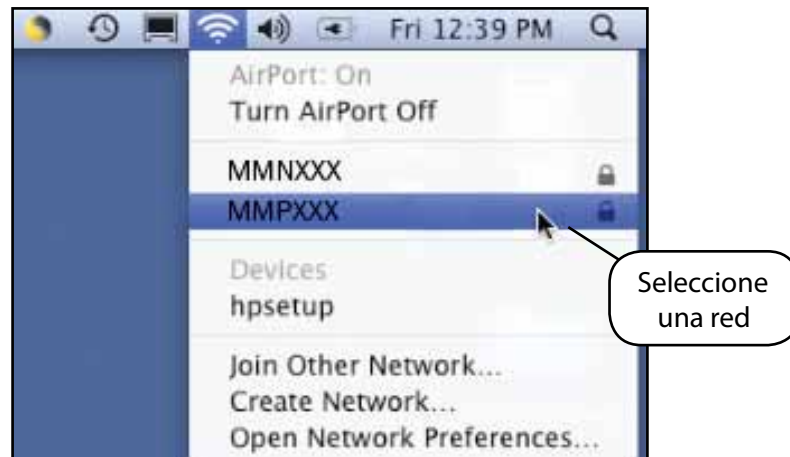 Fri 12:39 PM
AirPort: On
Turn AirPort Off
MMNXXX
MMPXXX
Devices
hpsetup
Join Other Network...
Create Network...
Open Network Preferences...
Seleccione
una red